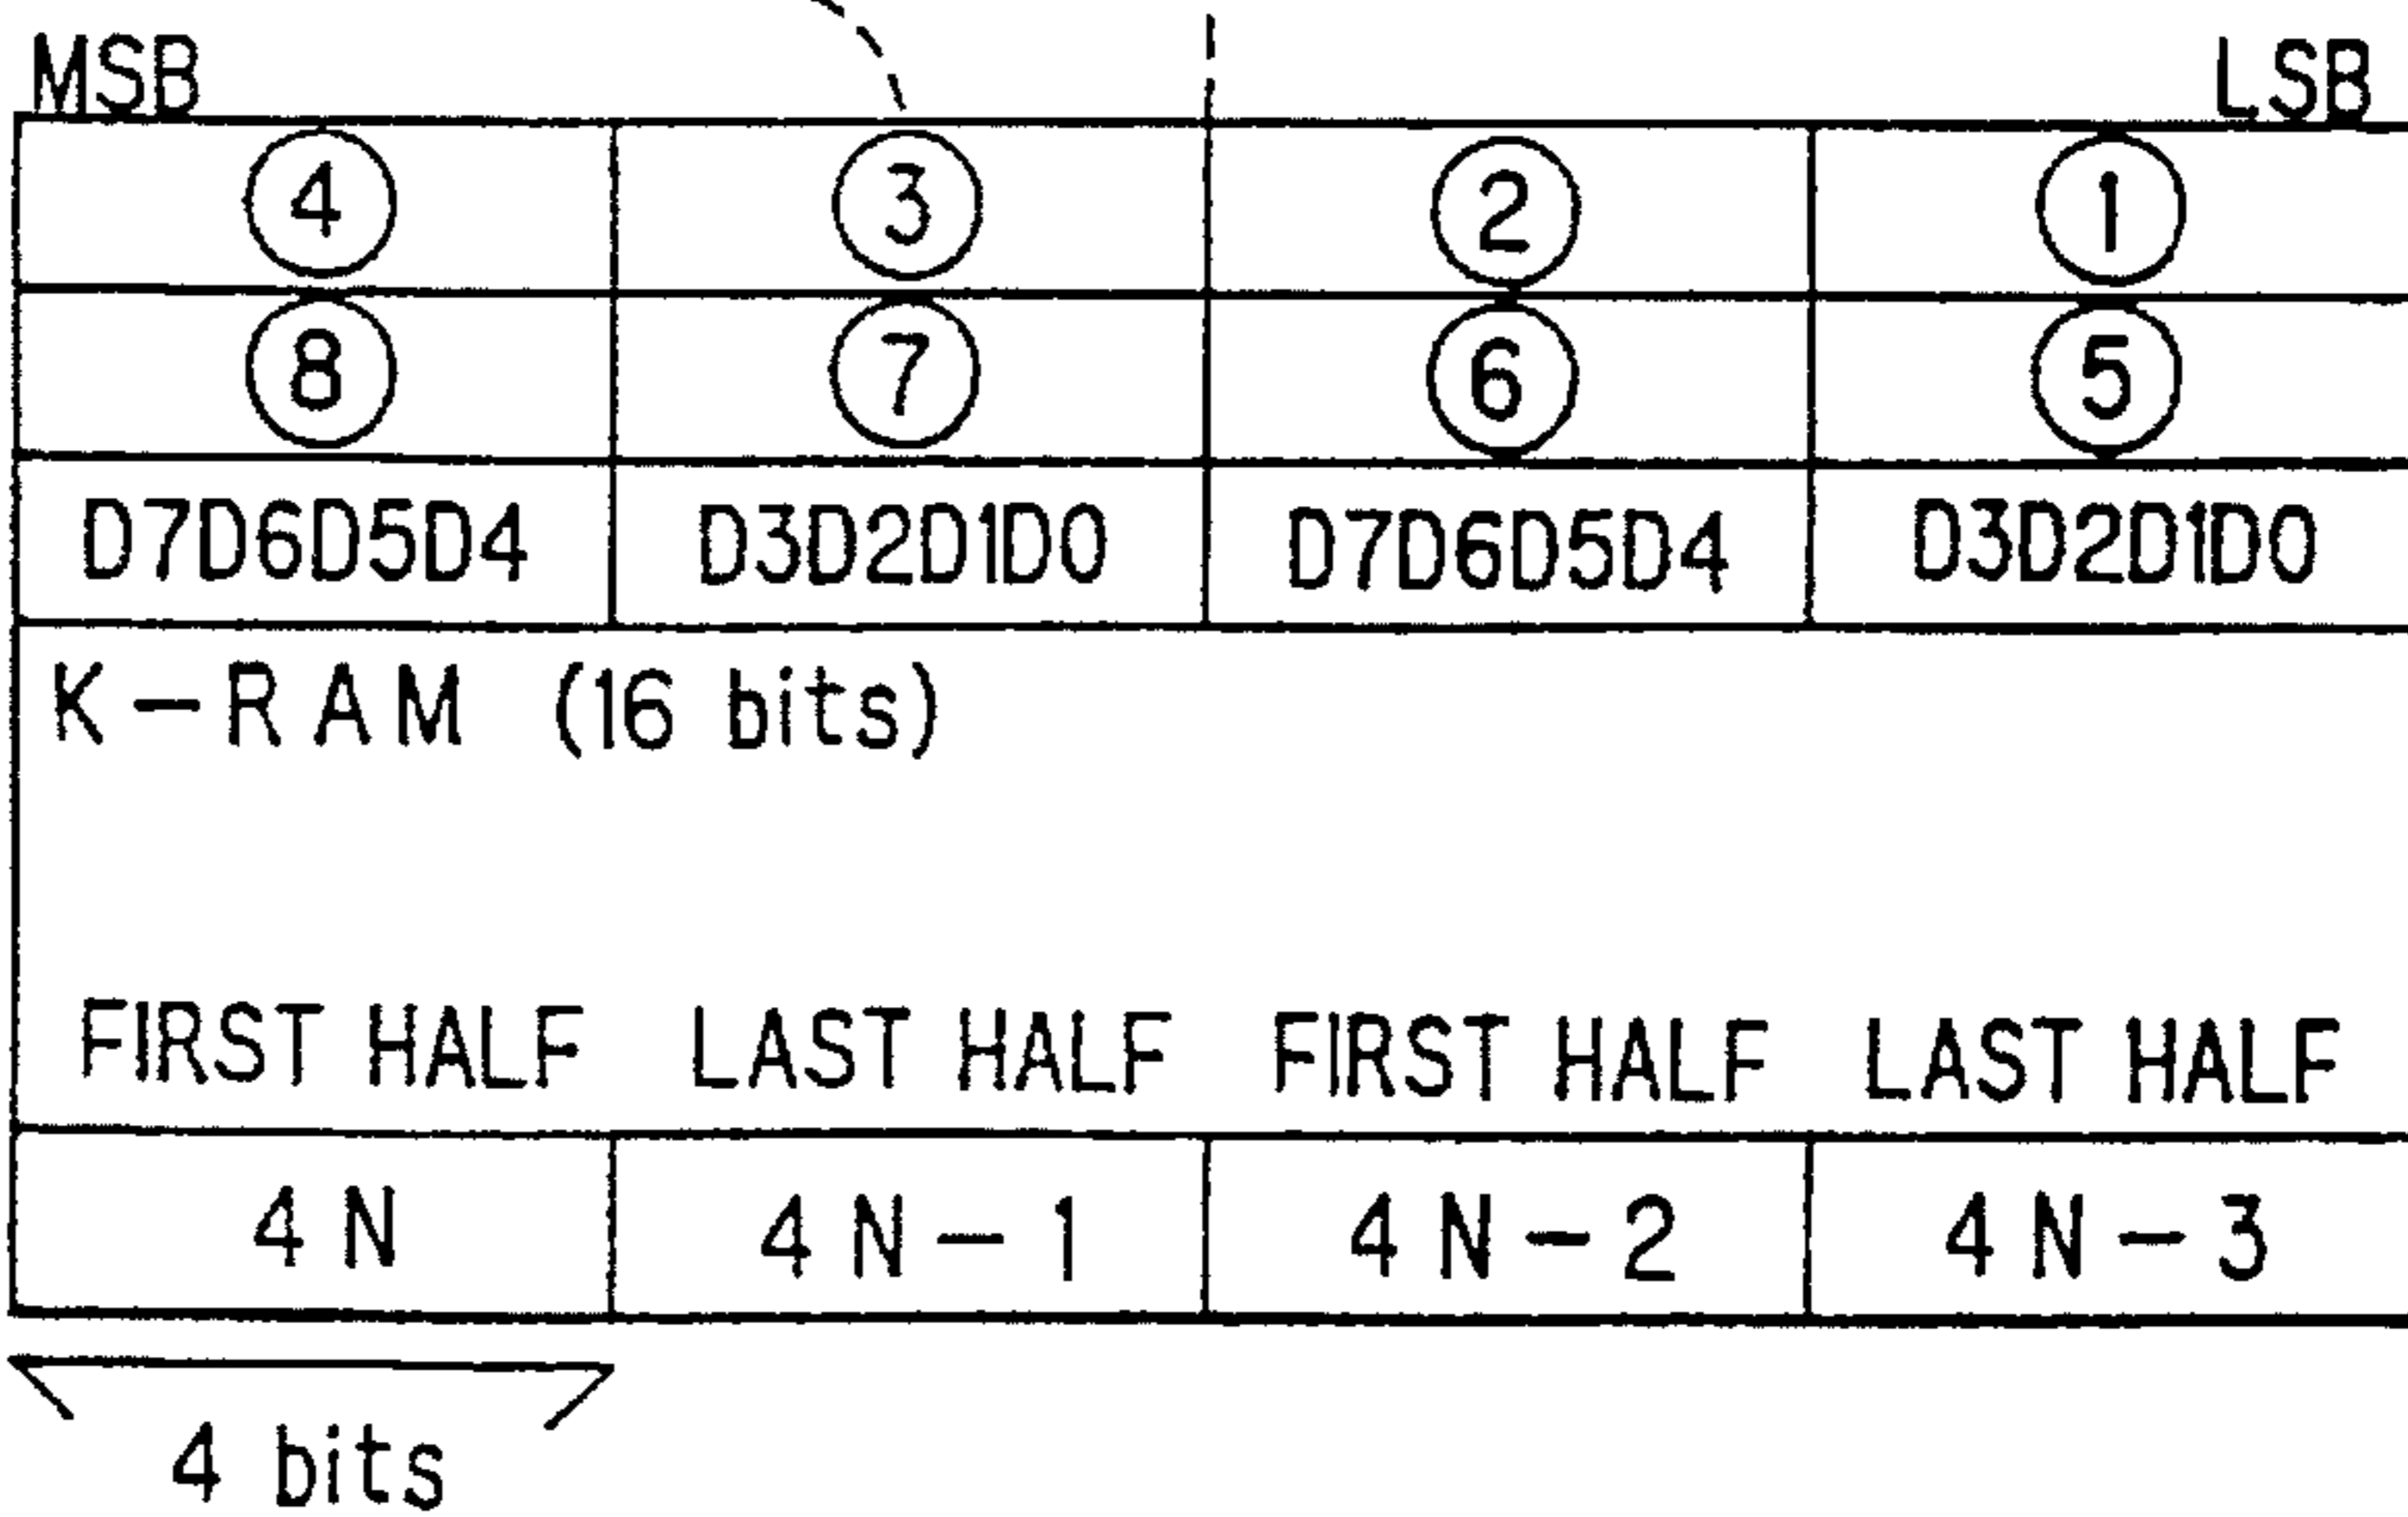 MSB LSB
④ ③ ② ①
⑧ ⑦ ⑥ ⑤
D7D6D5D4 D3D2D1D0 D7D6D5D4 D3D2D1D0
K-RAM (16 bits)
FIRST HALF LAST HALF FIRST HALF LAST HALF
4N 4N-1 4N-2 4N-3
4 bits